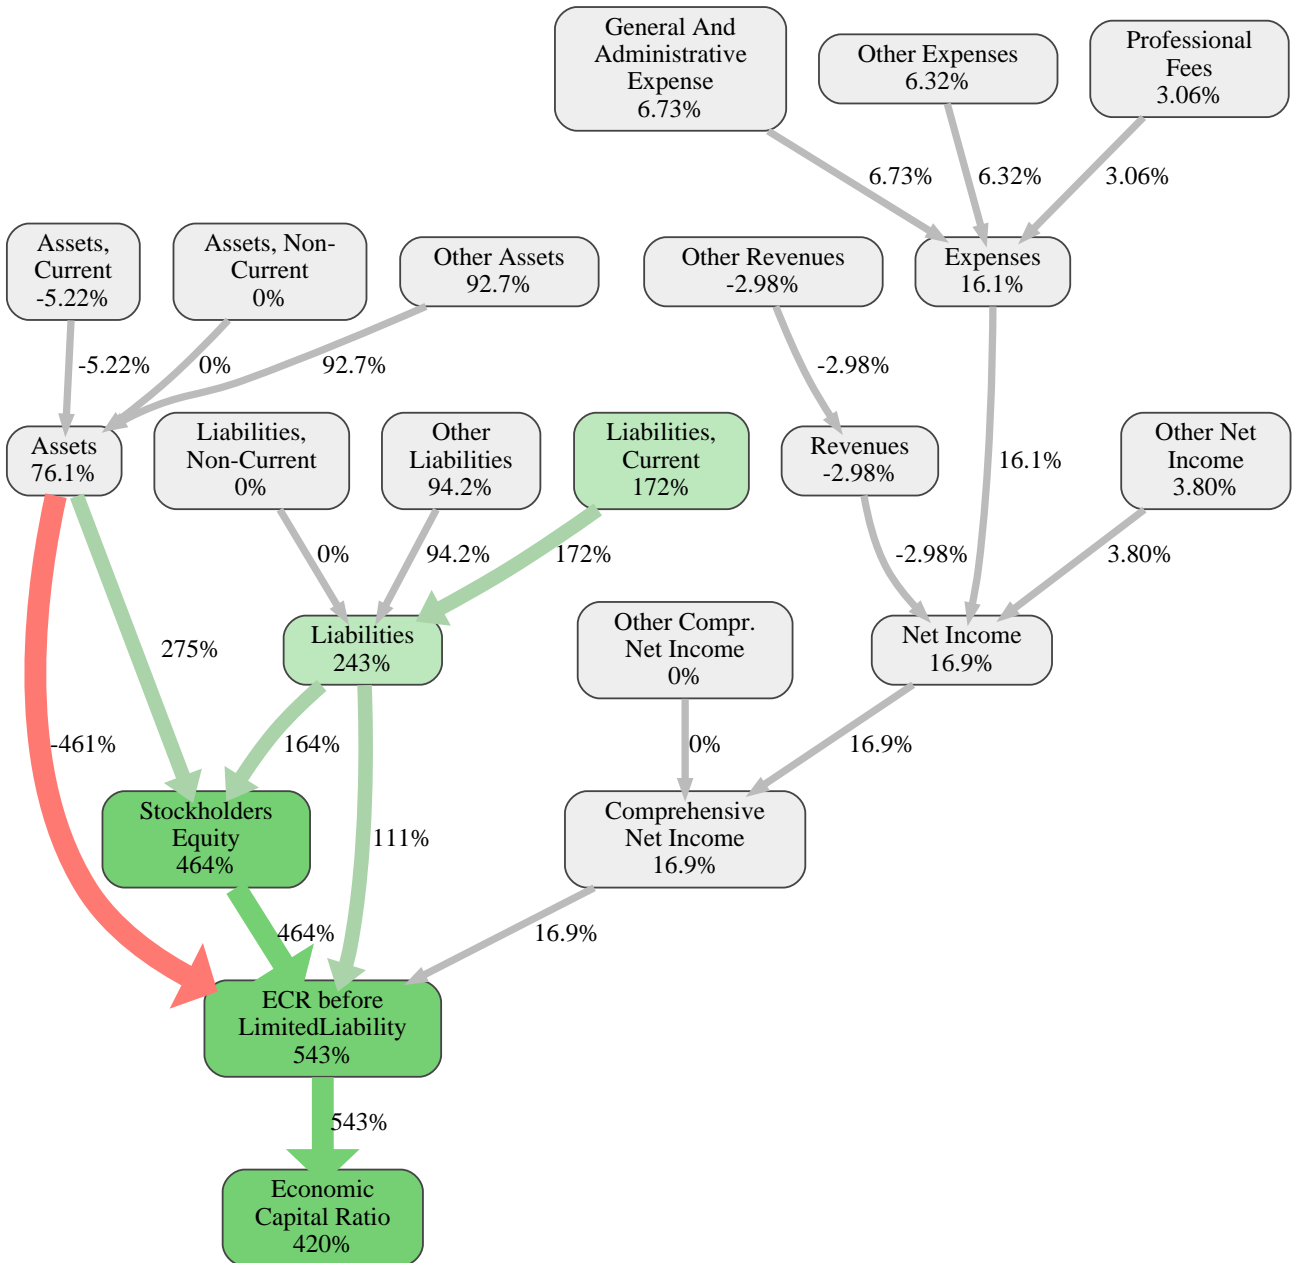 General And
Administrative
Expense
6.73%
Other Expenses
6.32%
Professional
Fees
3.06%
6.73%
6.32%
3.06%
Assets,
Current
-5.22%
Assets, Non-
Current
0%
Other Assets
92.7%
Other Revenues
-2.98%
Expenses
16.1%
-5.22%
0%
92.7%
-2.98%
16.1%
Assets
76.1%
Liabilities,
Non-Current
0%
Other
Liabilities
94.2%
Liabilities,
Current
172%
Revenues
-2.98%
Other Net
Income
3.80%
0%
94.2%
172%
-2.98%
3.80%
275%
Liabilities
243%
Other Compr.
Net Income
0%
Net Income
16.9%
-461%
164%
111%
0%
16.9%
Stockholders
Equity
464%
Comprehensive
Net Income
16.9%
464%
16.9%
ECR before
LimitedLiability
543%
543%
Economic
Capital Ratio
420%